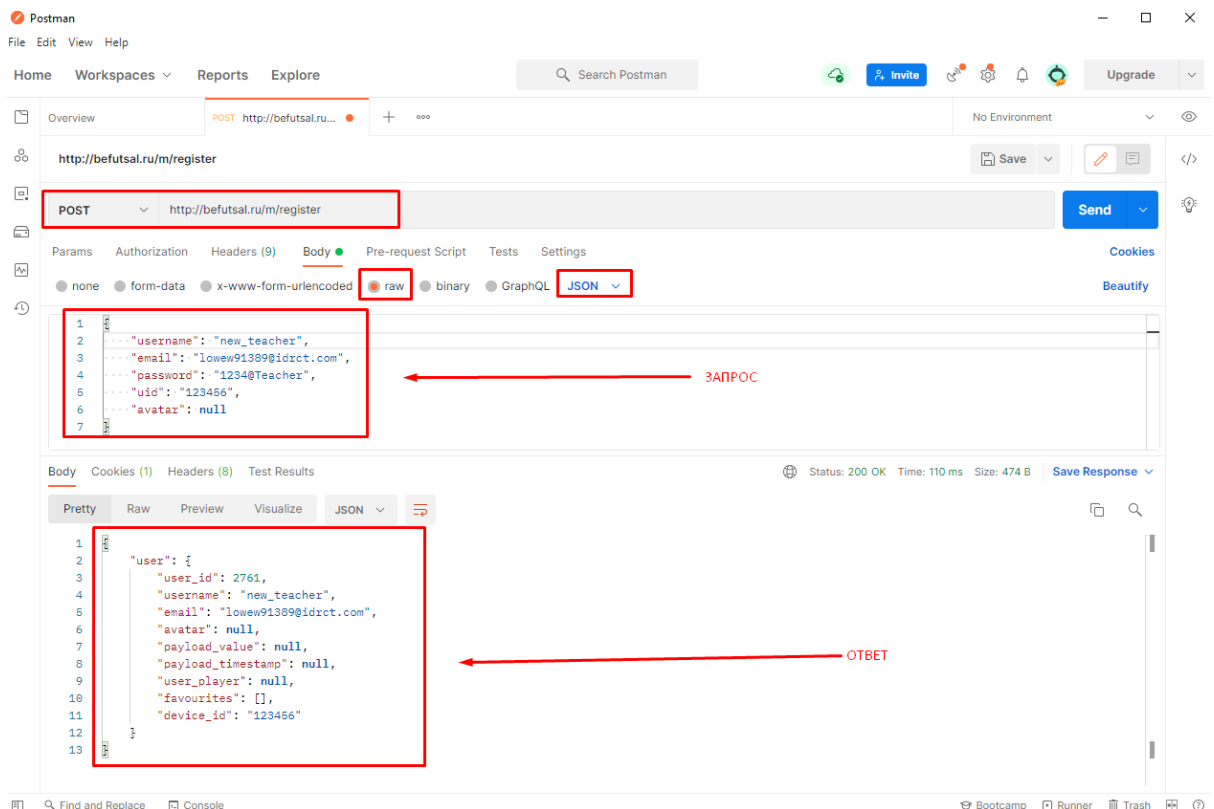 Postman
File Edit View Help
Home Workspaces Reports Explore Search Postman Invite Upgrade
Overview POST http://befutsal.ru... No Environment
http://befutsal.ru/m/register Save
POST http://befutsal.ru/m/register Send
Params Authorization Headers (9) Body Pre-request Script Tests Settings Cookies
none form-data x-www-form-urlencoded raw binary GraphQL JSON Beautify
1 {
2 "username": "new_teacher",
3 "email": "lowew91389@idrct.com",
4 "password": "1234@Teacher",
5 "uid": "123456",
6 "avatar": null
7 }
ЗАПРОС
Body Cookies (1) Headers (8) Test Results Status: 200 OK Time: 110 ms Size: 474 B Save Response
Pretty Raw Preview Visualize JSON
1 {
2 "user": {
3 "user_id": 2761,
4 "username": "new_teacher",
5 "email": "lowew91389@idrct.com",
6 "avatar": null,
7 "payload_value": null,
8 "payload_timestamp": null,
9 "user_player": null,
10 "favourites": [],
11 "device_id": "123456"
12 }
13 }
ОТВЕТ
Find and Replace Console Bootcamp Runner Trash